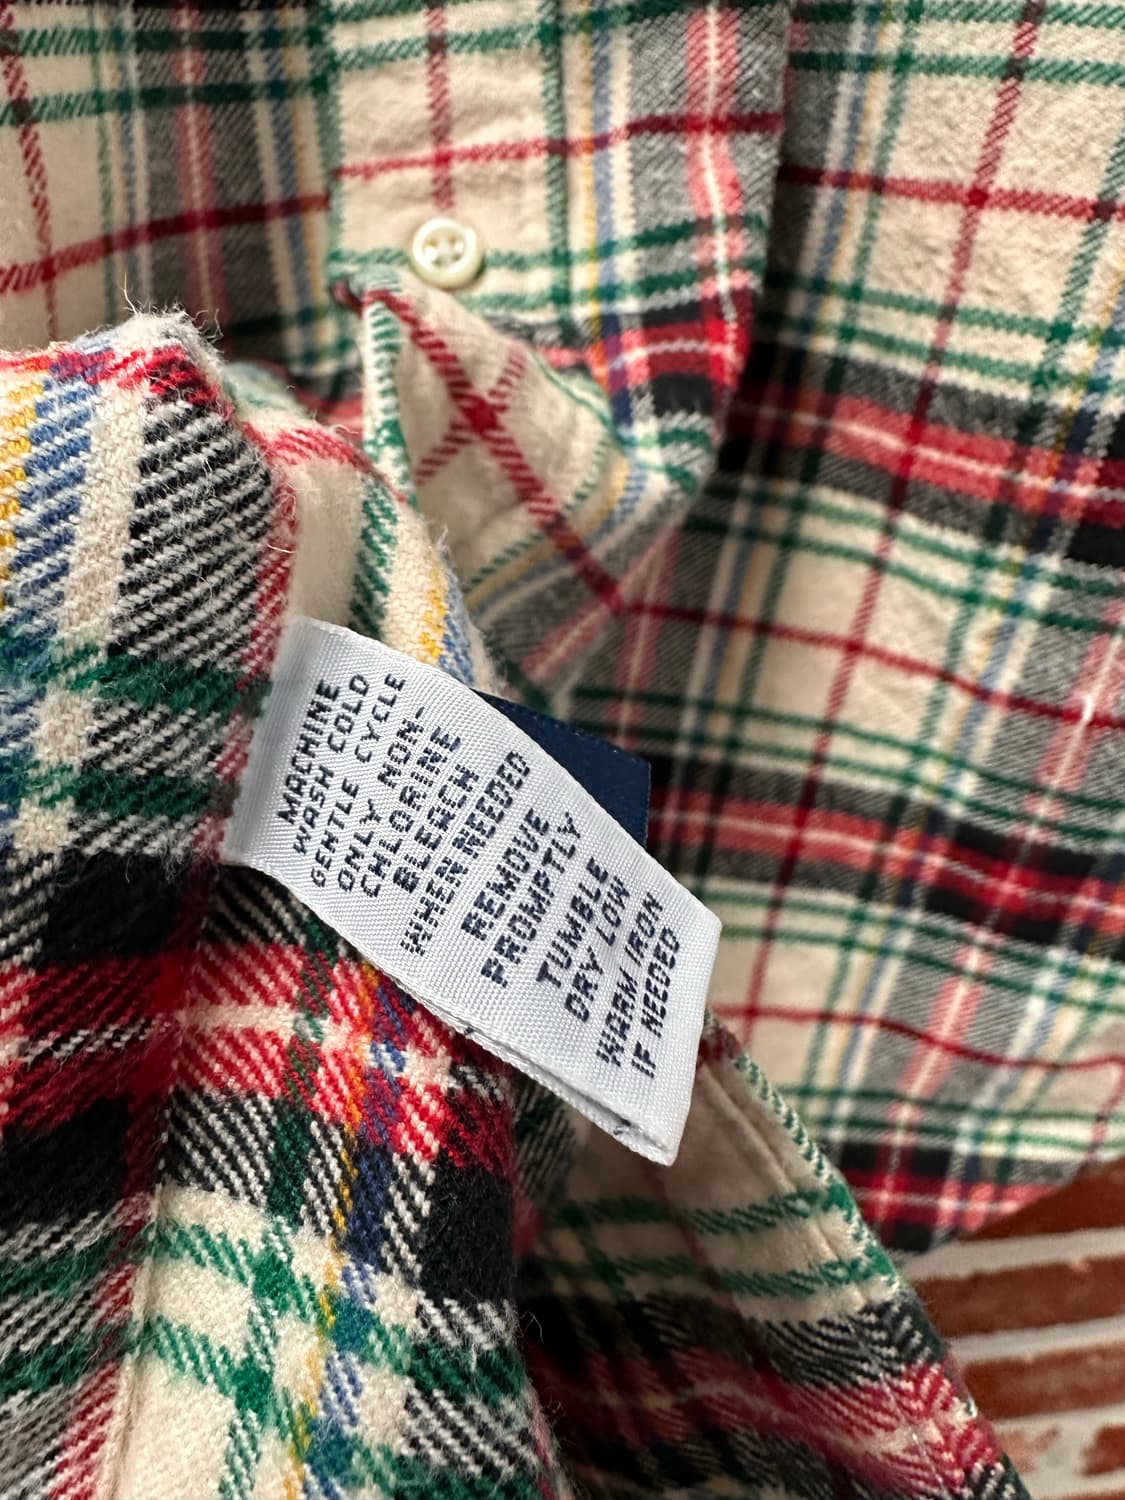 MACHINE
WASH COLD
GENTLE CYCLE
ONLY NON-
CHLORINE
BLEACH
WHEN NEEDED
REMOVE
PROMPTLY
TUMBLE
DRY LOW
WARM IRON
IF NEEDED